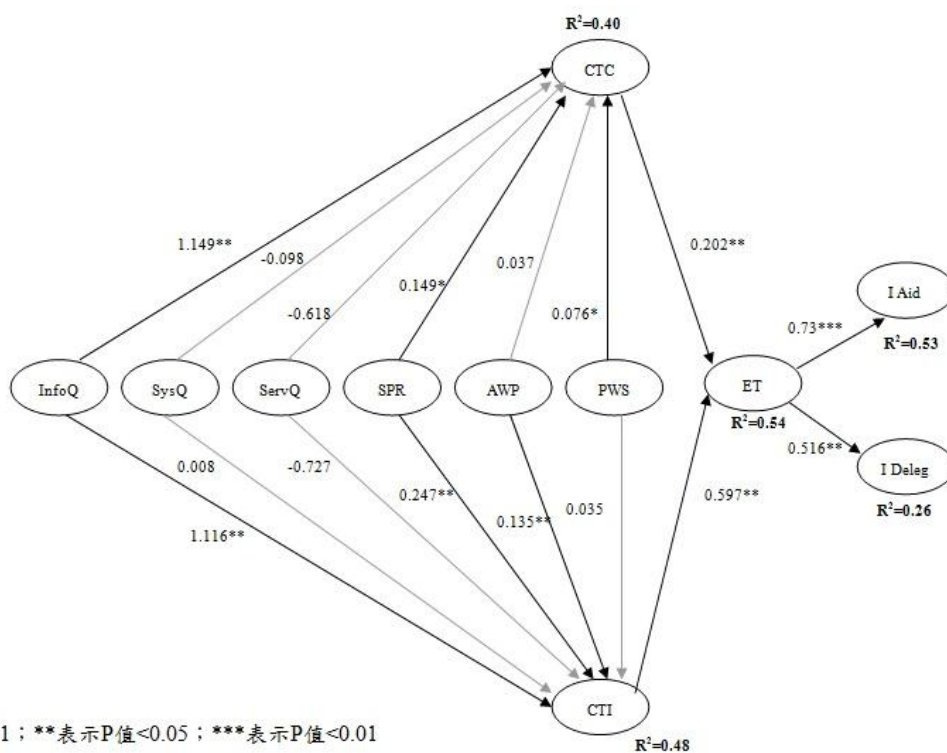 R²=0.40
CTC
1.149**
-0.098
-0.618
0.149*
0.037
0.076*
0.202**
I Aid
0.73***
R²=0.53
InfoQ
SysQ
ServQ
SPR
AWP
PWS
ET
R²=0.54
0.516**
I Deleg
R²=0.26
0.008
-0.727
0.247**
0.135**
0.035
0.597**
1.116**
CTI
R²=0.48
1；**表示P值<0.05；***表示P值<0.01